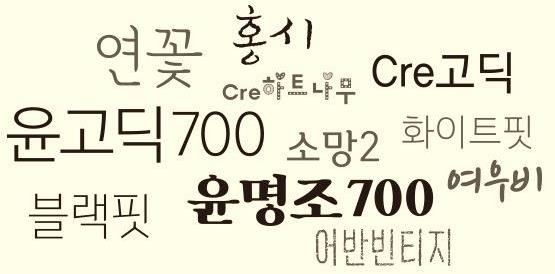 연꽃
홍시
Cre하트나무
Cre고딕
윤고딕700
소망2
화이트핏
블랙핏
윤명조700
여우비
어반빈티지